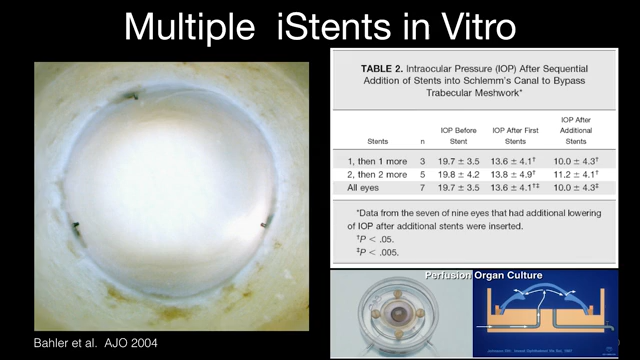 Multiple iStents in Vitro
TABLE 2. Intraocular Pressure (IOP) After Sequential
Addition of Stents into Schlemm's Canal to Bypass
Trabecular Meshwork*
Stents n IOP Before Stent IOP After First Stents IOP After Additional Stents
1, then 1 more 3 19.7 ± 3.5 13.6 ± 4.1† 10.0 ± 4.3†
2, then 2 more 5 19.8 ± 4.2 13.8 ± 4.9† 11.2 ± 4.1†
All eyes 7 19.7 ± 3.5 13.6 ± 4.1†‡ 10.0 ± 4.3‡
*Data from the seven of nine eyes that had additional lowering
of IOP after additional stents were inserted.
†P < .05.
‡P < .005.
Perfusion Organ Culture
Bahler et al. AJO 2004